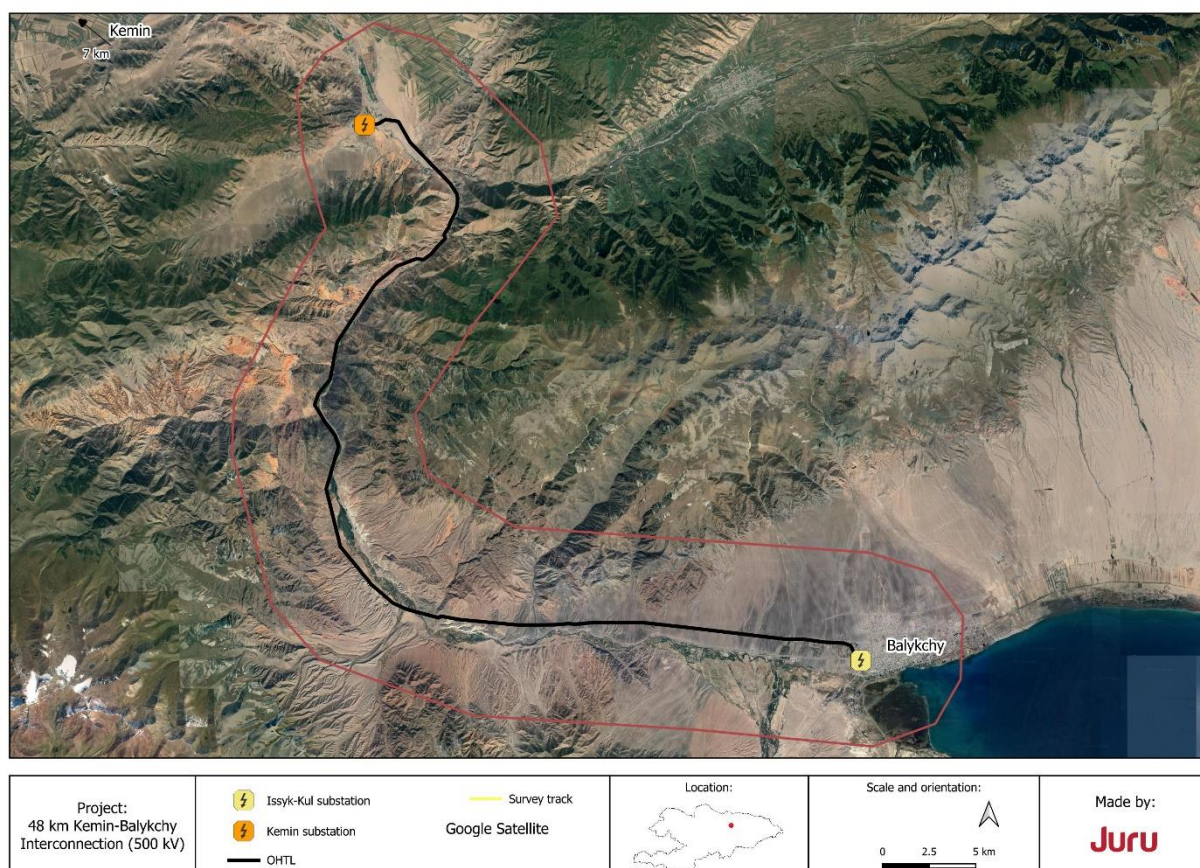 Kemin
7 km
Balykchy
Project:
48 km Kemin-Balykchy
Interconnection (500 kV)
Issyk-Kul substation
Kemin substation
OHTL
Survey track
Google Satellite
Location:
Scale and orientation:
0 2.5 5 km
Made by:
Juru